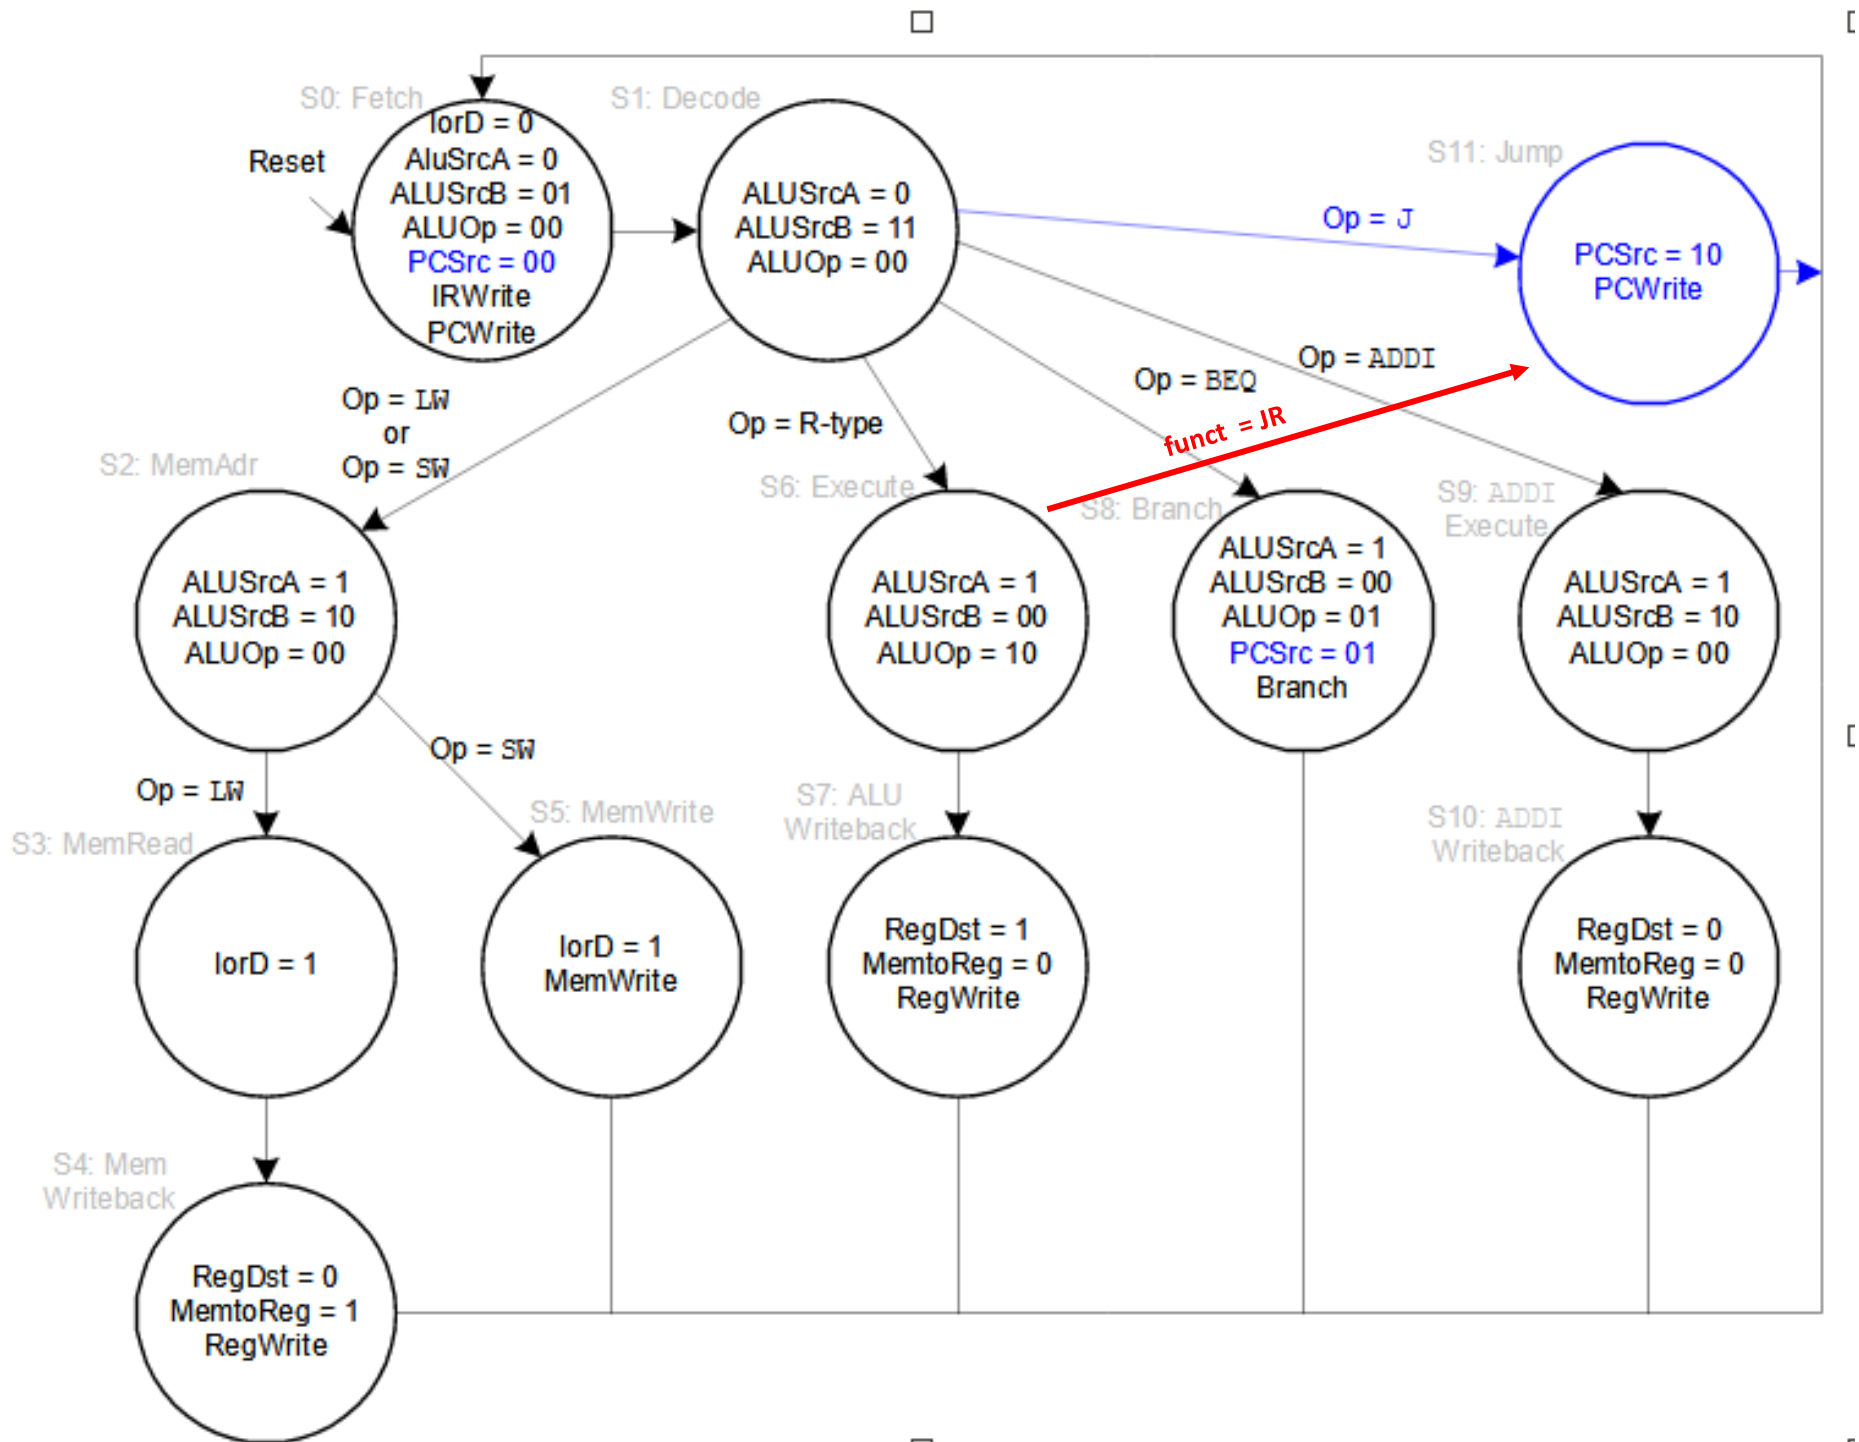 S0: Fetch
Reset
IorD = 0
AluSrcA = 0
ALUSrcB = 01
ALUOp = 00
PCSrc = 00
IRWrite
PCWrite
S1: Decode
ALUSrcA = 0
ALUSrcB = 11
ALUOp = 00
Op = J
S11: Jump
PCSrc = 10
PCWrite
Op = LW
or
Op = SW
Op = R-type
Op = BEQ
Op = ADDI
funct = JR
S2: MemAdr
ALUSrcA = 1
ALUSrcB = 10
ALUOp = 00
S6: Execute
ALUSrcA = 1
ALUSrcB = 00
ALUOp = 10
S8: Branch
ALUSrcA = 1
ALUSrcB = 00
ALUOp = 01
PCSrc = 01
Branch
S9: ADDI
Execute
ALUSrcA = 1
ALUSrcB = 10
ALUOp = 00
Op = LW
Op = SW
S3: MemRead
IorD = 1
S5: MemWrite
IorD = 1
MemWrite
S7: ALU
Writeback
RegDst = 1
MemtoReg = 0
RegWrite
S10: ADDI
Writeback
RegDst = 0
MemtoReg = 0
RegWrite
S4: Mem
Writeback
RegDst = 0
MemtoReg = 1
RegWrite